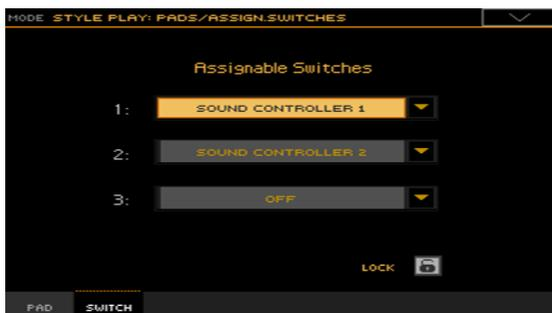 MODE STYLE PLAY: PADS/ASSIGN.SWITCHES
Assignable Switches
1: SOUND CONTROLLER 1
2: SOUND CONTROLLER 2
3: OFF
LOCK
PAD SWITCH